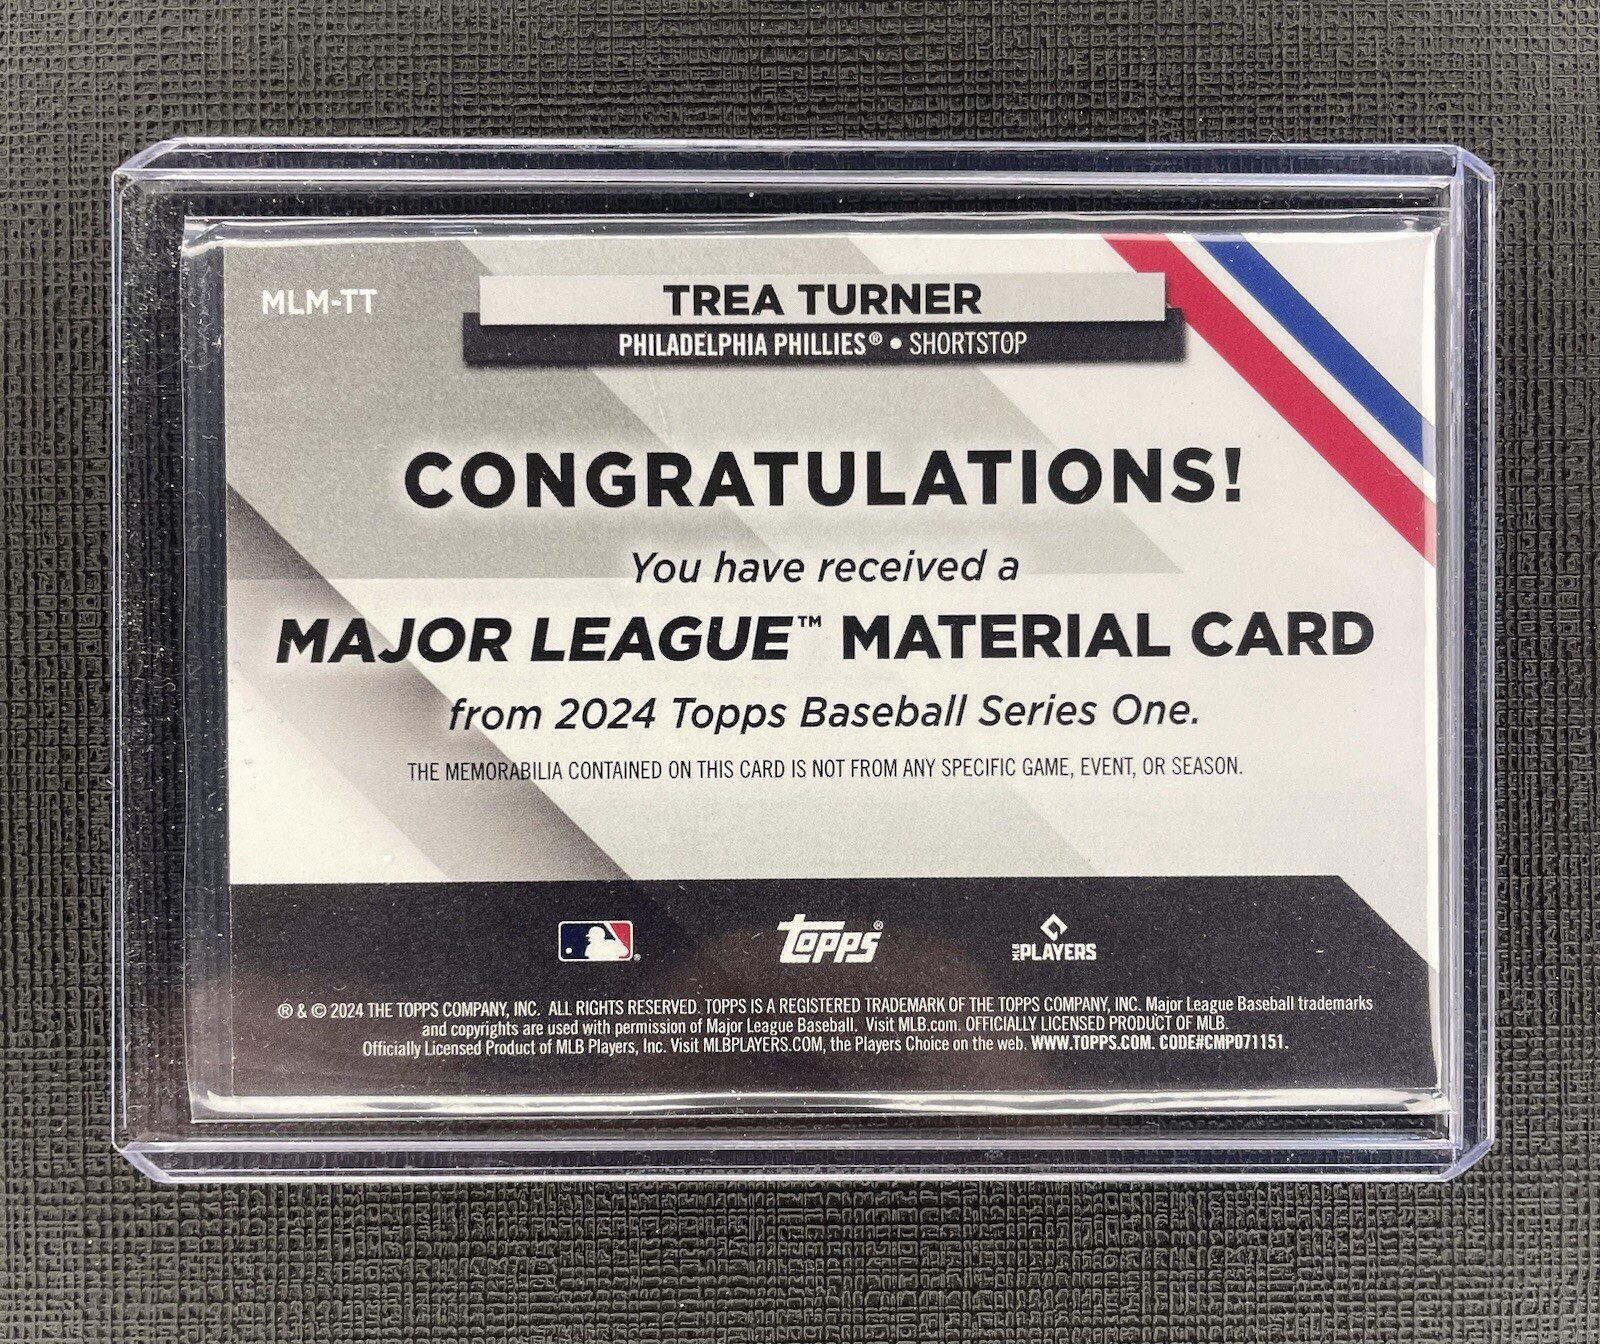 MLM-TT
TREA TURNER
PHILADELPHIA PHILLIES® • SHORTSTOP
CONGRATULATIONS!
You have received a
MAJOR LEAGUE™ MATERIAL CARD
from 2024 Topps Baseball Series One.
THE MEMORABILIA CONTAINED ON THIS CARD IS NOT FROM ANY SPECIFIC GAME, EVENT, OR SEASON.
® topps® MLB PLAYERS
® & © 2024 THE TOPPS COMPANY, INC. ALL RIGHTS RESERVED. TOPPS IS A REGISTERED TRADEMARK OF THE TOPPS COMPANY, INC. Major League Baseball trademarks
and copyrights are used with permission of Major League Baseball. Visit MLB.com. OFFICIALLY LICENSED PRODUCT OF MLB.
Officially Licensed Product of MLB Players, Inc. Visit MLBPLAYERS.COM, the Players Choice on the web. WWW.TOPPS.COM. CODE#CMP071151.